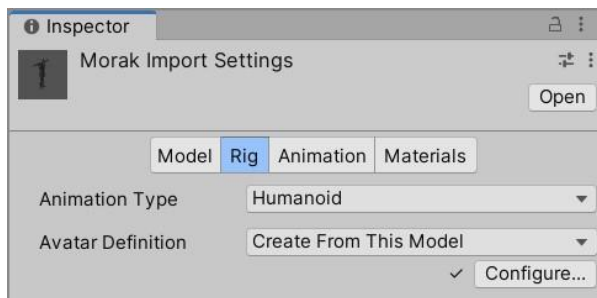 Inspector
Morak Import Settings
Open
Model Rig Animation Materials
Animation Type Humanoid
Avatar Definition Create From This Model
Configure...